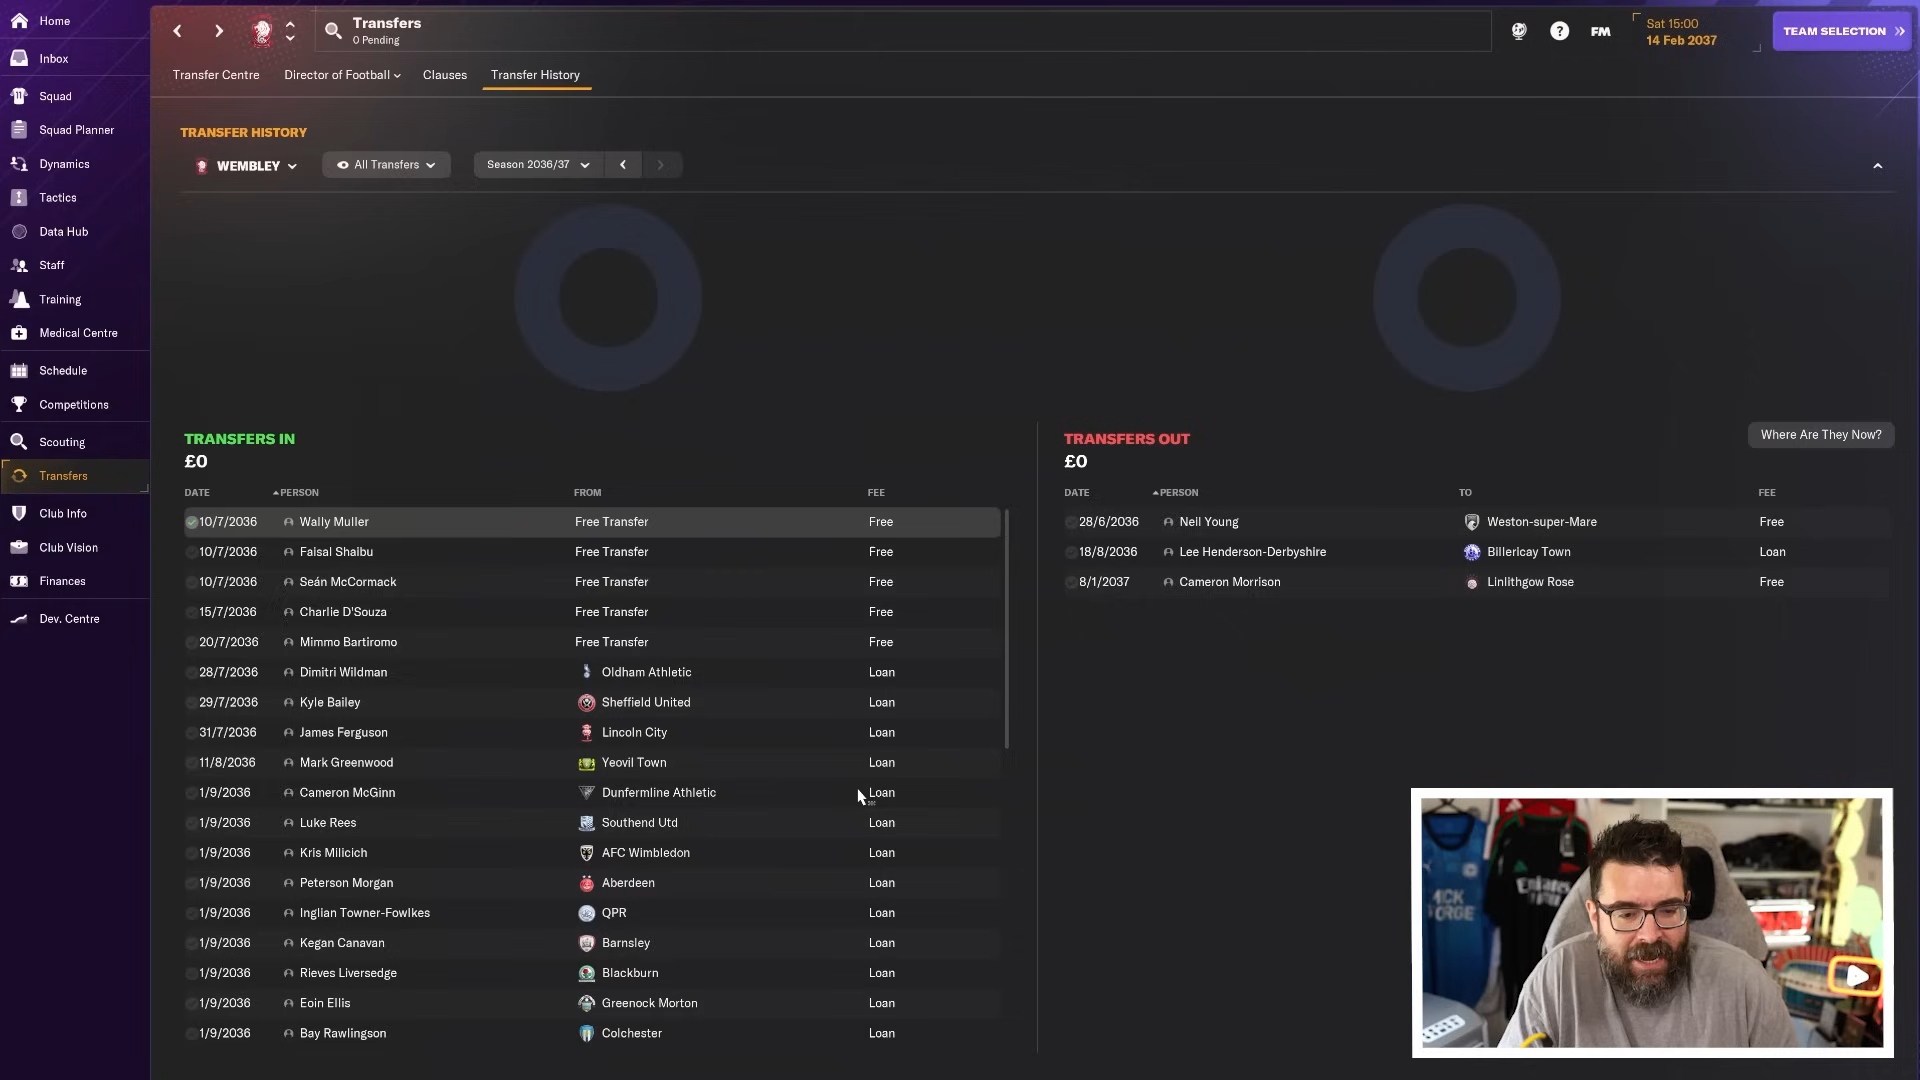 Home
Inbox
Squad
Squad Planner
Dynamics
Tactics
Data Hub
Staff
Training
Medical Centre
Schedule
Competitions
Scouting
Transfers
Club Info
Club Vision
Finances
Dev. Centre
Transfers
0 Pending
FM
Sat 15:00
14 Feb 2037
TEAM SELECTION
Transfer Centre Director of Football Clauses Transfer History
TRANSFER HISTORY
WEMBLEY All Transfers Season 2036/37
TRANSFERS IN
£0
DATE PERSON FROM FEE
10/7/2036 Wally Muller Free Transfer Free
10/7/2036 Faisal Shaibu Free Transfer Free
10/7/2036 Seán McCormack Free Transfer Free
15/7/2036 Charlie D'Souza Free Transfer Free
20/7/2036 Mimmo Bartiromo Free Transfer Free
28/7/2036 Dimitri Wildman Oldham Athletic Loan
29/7/2036 Kyle Bailey Sheffield United Loan
31/7/2036 James Ferguson Lincoln City Loan
11/8/2036 Mark Greenwood Yeovil Town Loan
1/9/2036 Cameron McGinn Dunfermline Athletic Loan
1/9/2036 Luke Rees Southend Utd Loan
1/9/2036 Kris Milicich AFC Wimbledon Loan
1/9/2036 Peterson Morgan Aberdeen Loan
1/9/2036 Inglian Towner-Fowlkes QPR Loan
1/9/2036 Kegan Canavan Barnsley Loan
1/9/2036 Rieves Liversedge Blackburn Loan
1/9/2036 Eoin Ellis Greenock Morton Loan
1/9/2036 Bay Rawlingson Colchester Loan
TRANSFERS OUT
£0
Where Are They Now?
DATE PERSON TO FEE
28/6/2036 Neil Young Weston-super-Mare Free
18/8/2036 Lee Henderson-Derbyshire Billericay Town Loan
8/1/2037 Cameron Morrison Linlithgow Rose Free